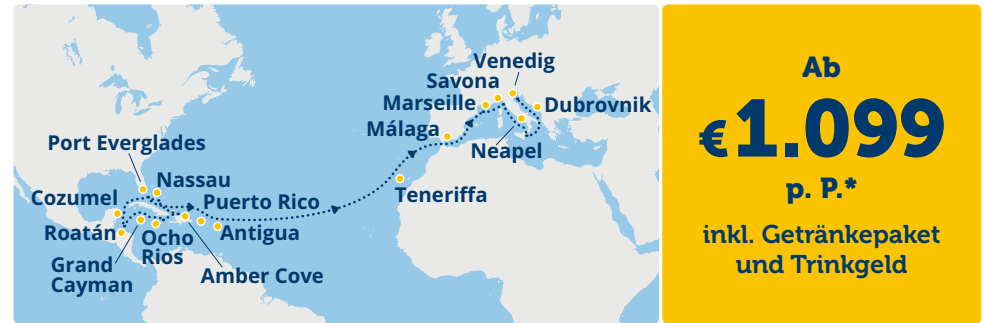 Venedig
Savona
Marseille
Dubrovnik
Málaga
Neapel
Port Everglades
Nassau
Teneriffa
Cozumel
Puerto Rico
Roatán
Ocho
Rios
Antigua
Grand
Cayman
Amber Cove
Ab
€1.099
p. P.*
inkl. Getränkepaket
und Trinkgeld